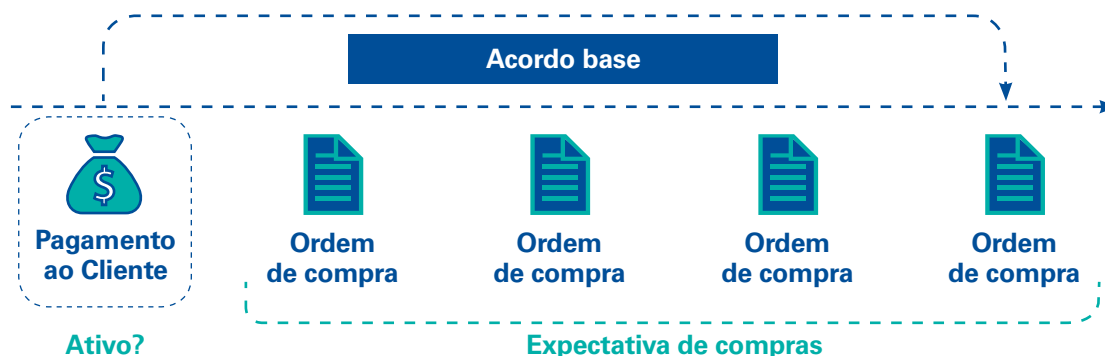 Acordo base
$
Pagamento
ao Cliente
Ordem
de compra
Ordem
de compra
Ordem
de compra
Ordem
de compra
Ativo?
Expectativa de compras